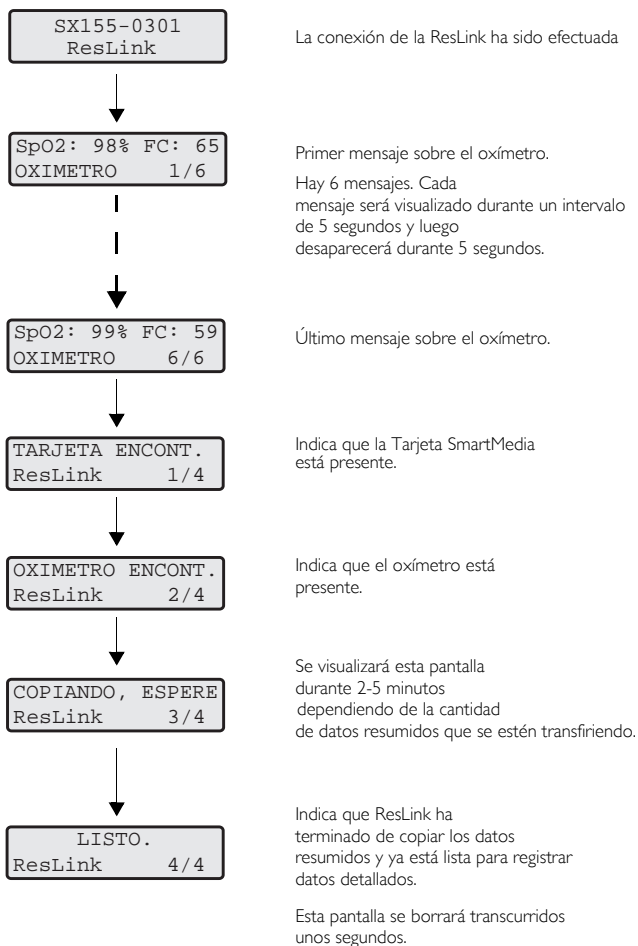 SX155-0301
ResLink
La conexión de la ResLink ha sido efectuada
SpO2: 98% FC: 65
OXIMETRO 1/6
Primer mensaje sobre el oxímetro.
Hay 6 mensajes. Cada
mensaje será visualizado durante un intervalo
de 5 segundos y luego
desaparecerá durante 5 segundos.
SpO2: 99% FC: 59
OXIMETRO 6/6
Último mensaje sobre el oxímetro.
TARJETA ENCONT.
ResLink 1/4
Indica que la Tarjeta SmartMedia
está presente.
OXIMETRO ENCONT.
ResLink 2/4
Indica que el oxímetro está
presente.
COPIANDO, ESPERE
ResLink 3/4
Se visualizará esta pantalla
durante 2-5 minutos
dependiendo de la cantidad
de datos resumidos que se estén transfiriendo.
LISTO.
ResLink 4/4
Indica que ResLink ha
terminado de copiar los datos
resumidos y ya está lista para registrar
datos detallados.
Esta pantalla se borrará transcurridos
unos segundos.